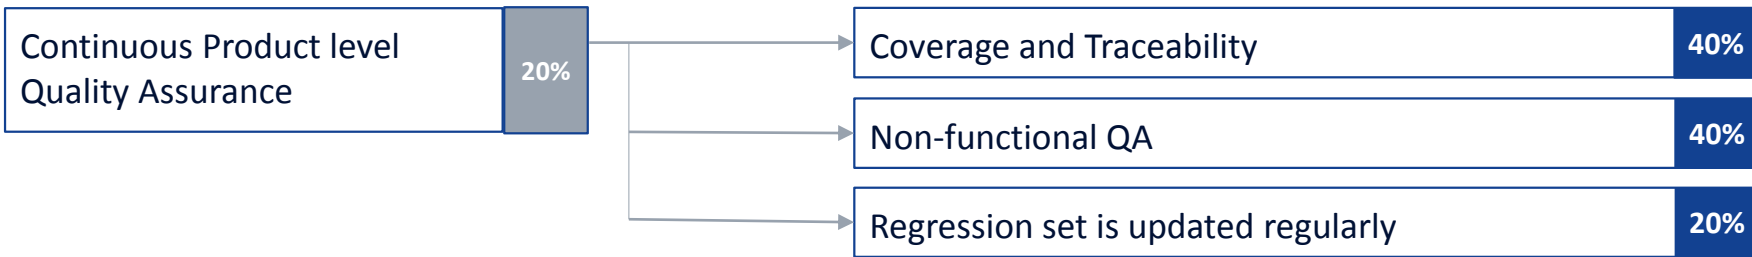 Continuous Product level
Quality Assurance
20%
Coverage and Traceability
40%
Non-functional QA
40%
Regression set is updated regularly
20%